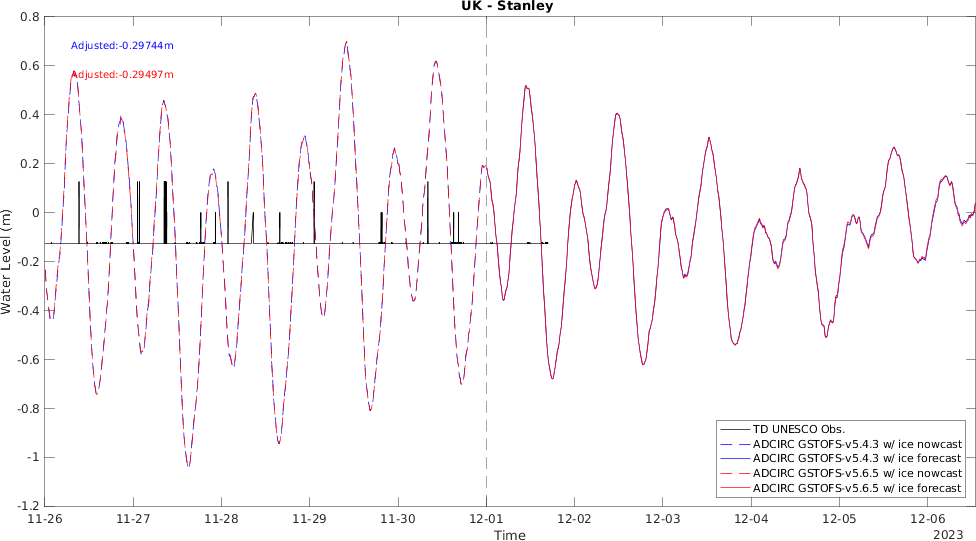 UK - Stanley
0.8
Adjusted:-0.29744m
0.6
Adjusted:-0.29497m
0.4
0.2
0
-0.2
-0.4
-0.6
-0.8
-1
-1.2
Water Level (m)
TD UNESCO Obs.
ADCIRC GSTOFS-v5.4.3 w/ ice nowcast
ADCIRC GSTOFS-v5.4.3 w/ ice forecast
ADCIRC GSTOFS-v5.6.5 w/ ice nowcast
ADCIRC GSTOFS-v5.6.5 w/ ice forecast
11-26 11-27 11-28 11-29 11-30 12-01 12-02 12-03 12-04 12-05 12-06
Time
2023